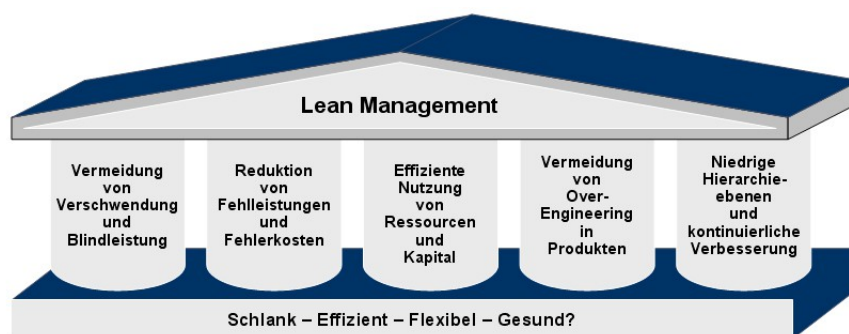 Lean Management
Vermeidung
von
Verschwendung
und
Blindleistung
Reduktion
von
Fehlleistungen
und
Fehlerkosten
Effiziente
Nutzung
von
Ressourcen
und
Kapital
Vermeidung
von
Over-
Engineering
in
Produkten
Niedrige
Hierarchie-
ebenen
und
kontinuierliche
Verbesserung
Schlank – Effizient – Flexibel – Gesund?